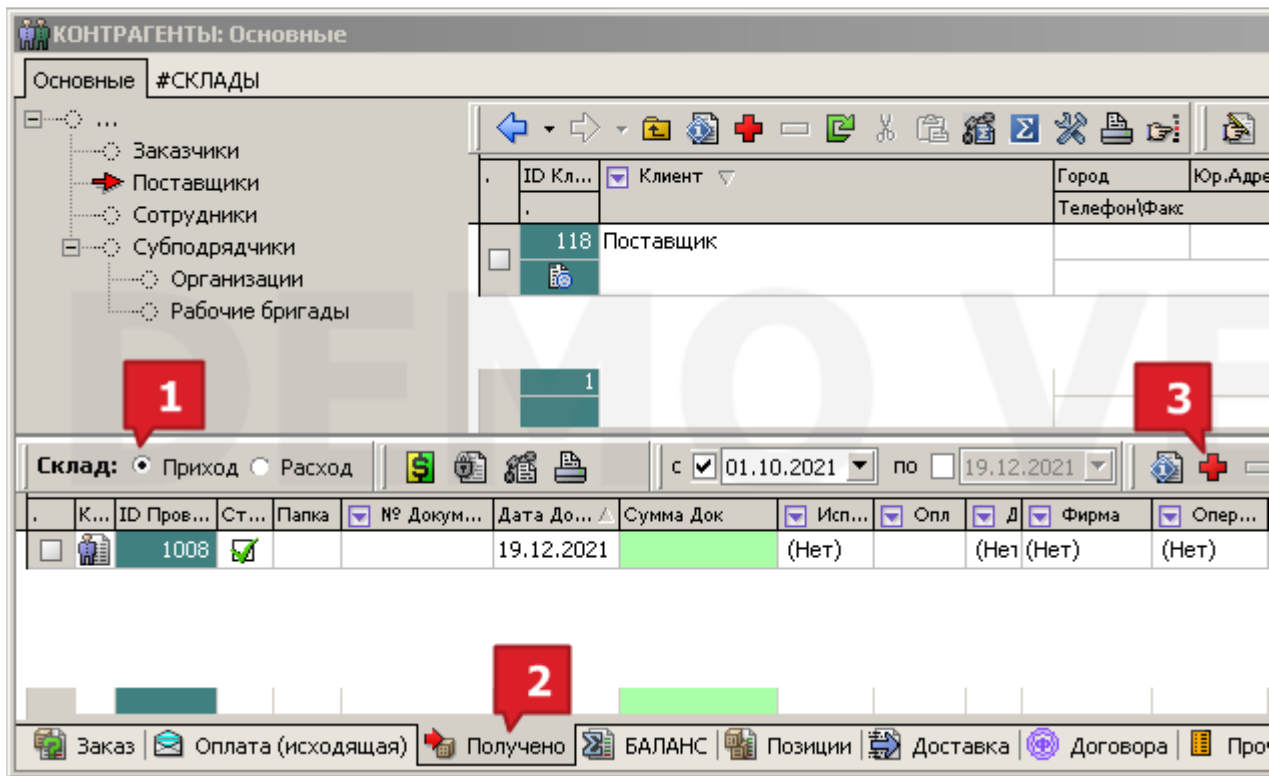 КОНТРАГЕНТЫ: Основные
Основные #СКЛАДЫ
...
Заказчики
Поставщики
Сотрудники
Субподрядчики
Организации
Рабочие бригады
. ID Кл... Клиент Город Юр.Адре
. Телефон\Факс
118 Поставщик
1
DEMO VE
1
3
Склад: Приход Расход с 01.10.2021 по 19.12.2021
. К... ID Пров... Ст... Папка № Докум... Дата До... Сумма Док Исп... Опл Д Фирма Опер...
1008 19.12.2021 (Нет) (Нет (Нет) (Нет)
2
Заказ Оплата (исходящая) Получено БАЛАНС Позиции Доставка Договора Проч